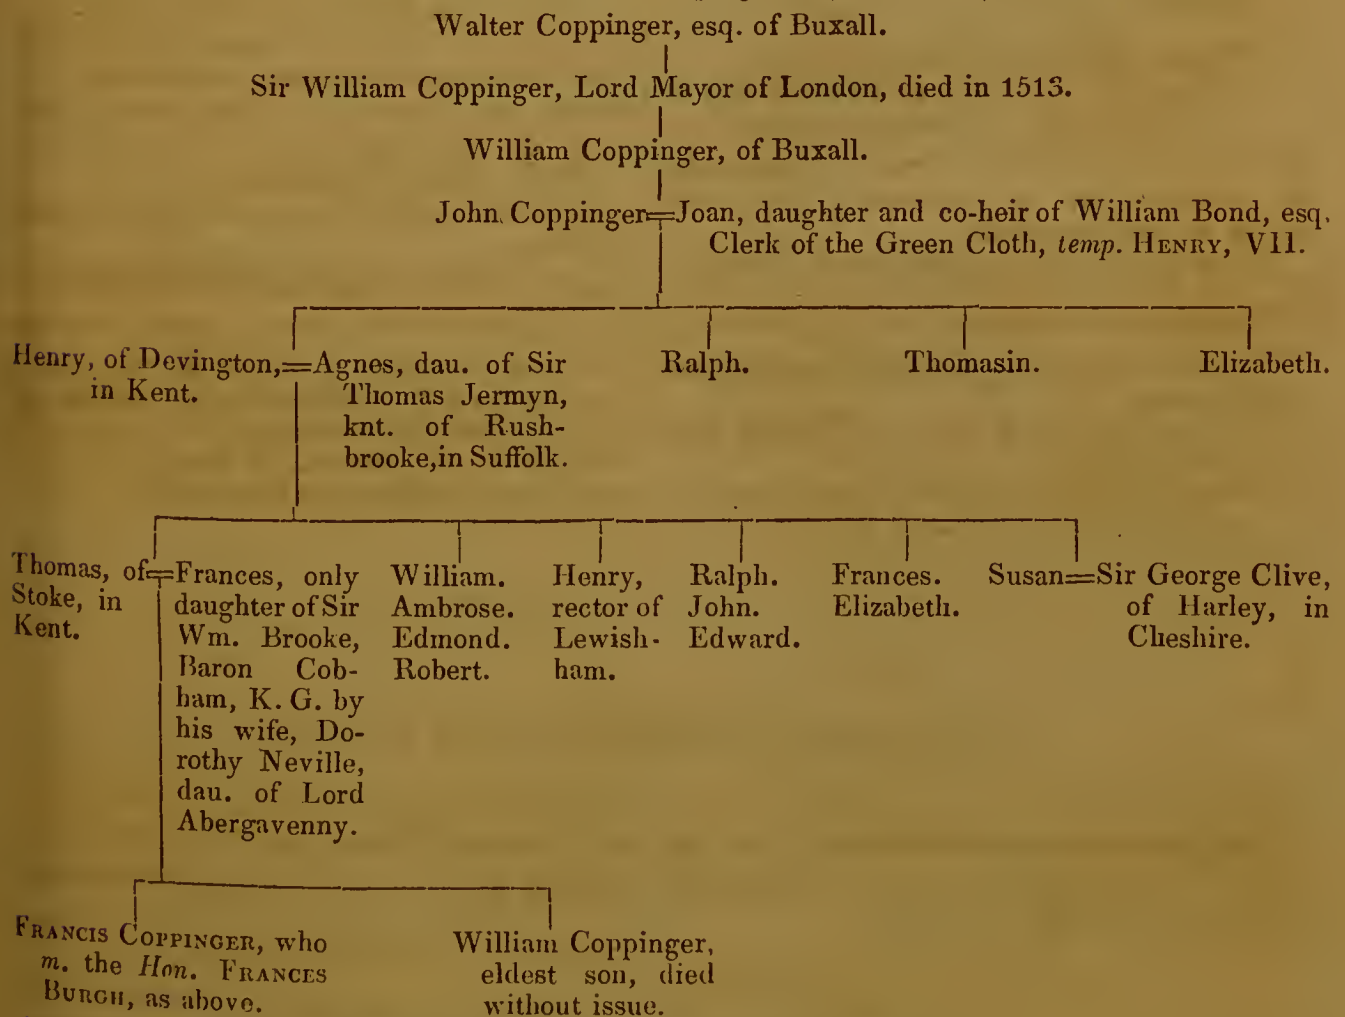 Walter Coppinger, esq. of Buxall.
Sir William Coppinger, Lord Mayor of London, died in 1513.
William Coppinger, of Buxall.
John Coppinger=Joan, daughter and co-heir of William Bond, esq.
Clerk of the Green Cloth, temp. HENRY, VII.
Henry, of Devington,
in Kent.
=Agnes, dau. of Sir
Thomas Jermyn,
knt. of Rush-
brooke, in Suffolk.
Ralph.
Thomasin.
Elizabeth.
Thomas, of
Stoke, in
Kent.
=Frances, only
daughter of Sir
Wm. Brooke,
Baron Cob-
ham, K. G. by
his wife, Do-
rothy Neville,
dau. of Lord
Abergavenny.
William.
Ambrose.
Edmond.
Robert.
Henry,
rector of
Lewish-
ham.
Ralph.
John.
Edward.
Frances.
Elizabeth.
Susan=Sir George Clive,
of Harley, in
Cheshire.
FRANCIS COPPINGER, who
m. the Hon. FRANCES
BURGH, as above.
William Coppinger,
eldest son, died
without issue.